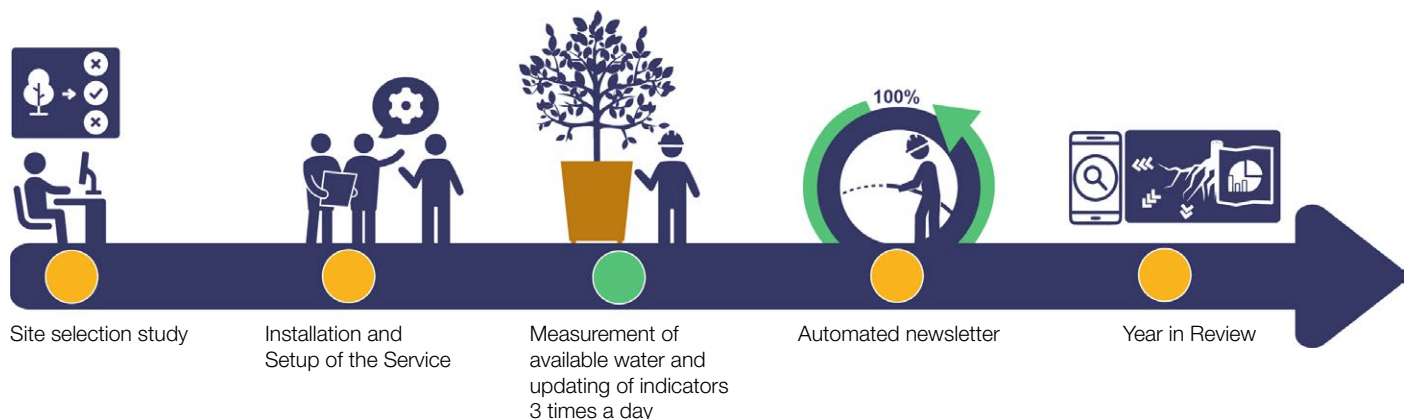 100%
Site selection study
Installation and
Setup of the Service
Measurement of
available water and
updating of indicators
3 times a day
Automated newsletter
Year in Review